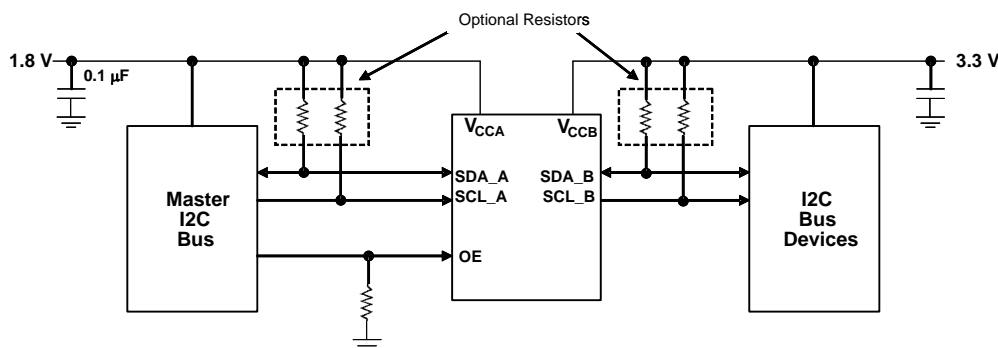 Optional Resistors
1.8 V
0.1 μF
3.3 V
VCCA
VCCB
SDA_A
SCL_A
SDA_B
SCL_B
OE
Master
I2C
Bus
I2C
Bus
Devices